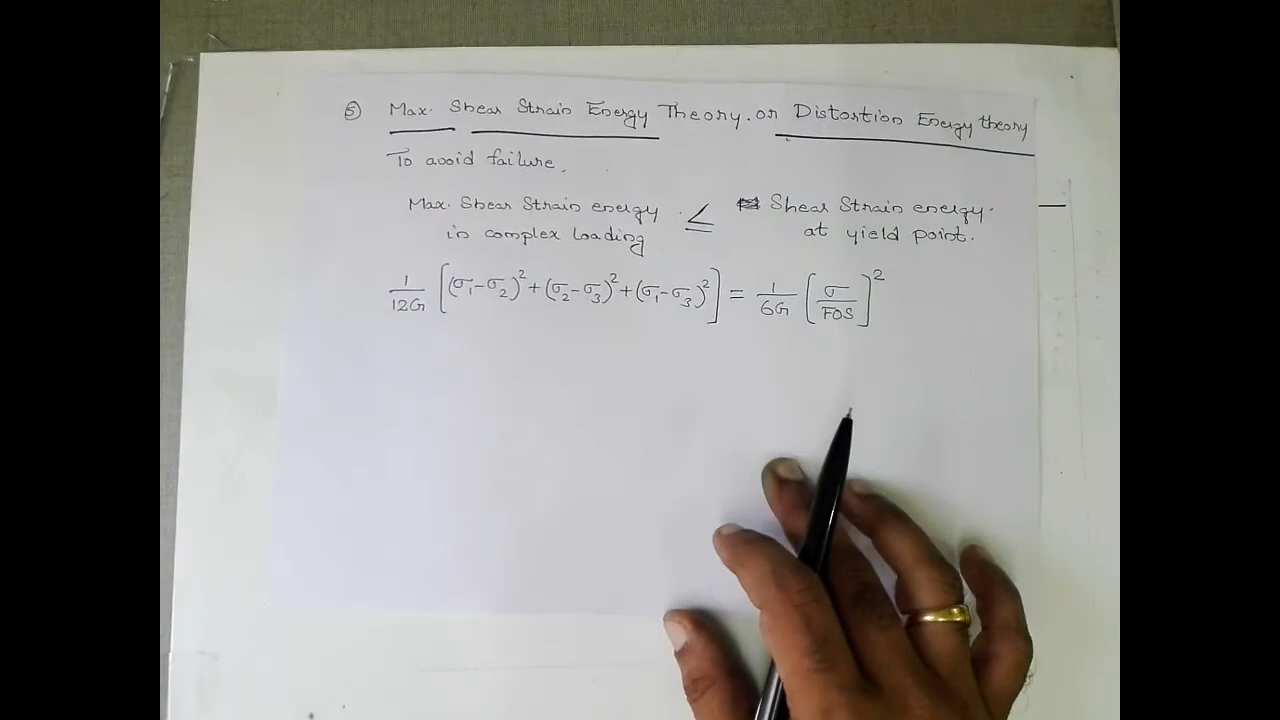 ⑤ Max. Shear Strain Energy Theory. or Distortion Energy theory
To avoid failure,
Max. Shear Strain energy in complex loading ≤ Shear Strain energy at yield point.
1/12G [(σ₁-σ₂)² + (σ₂-σ₃)² + (σ₁-σ₃)²] = 1/6G [σ/FOS]²